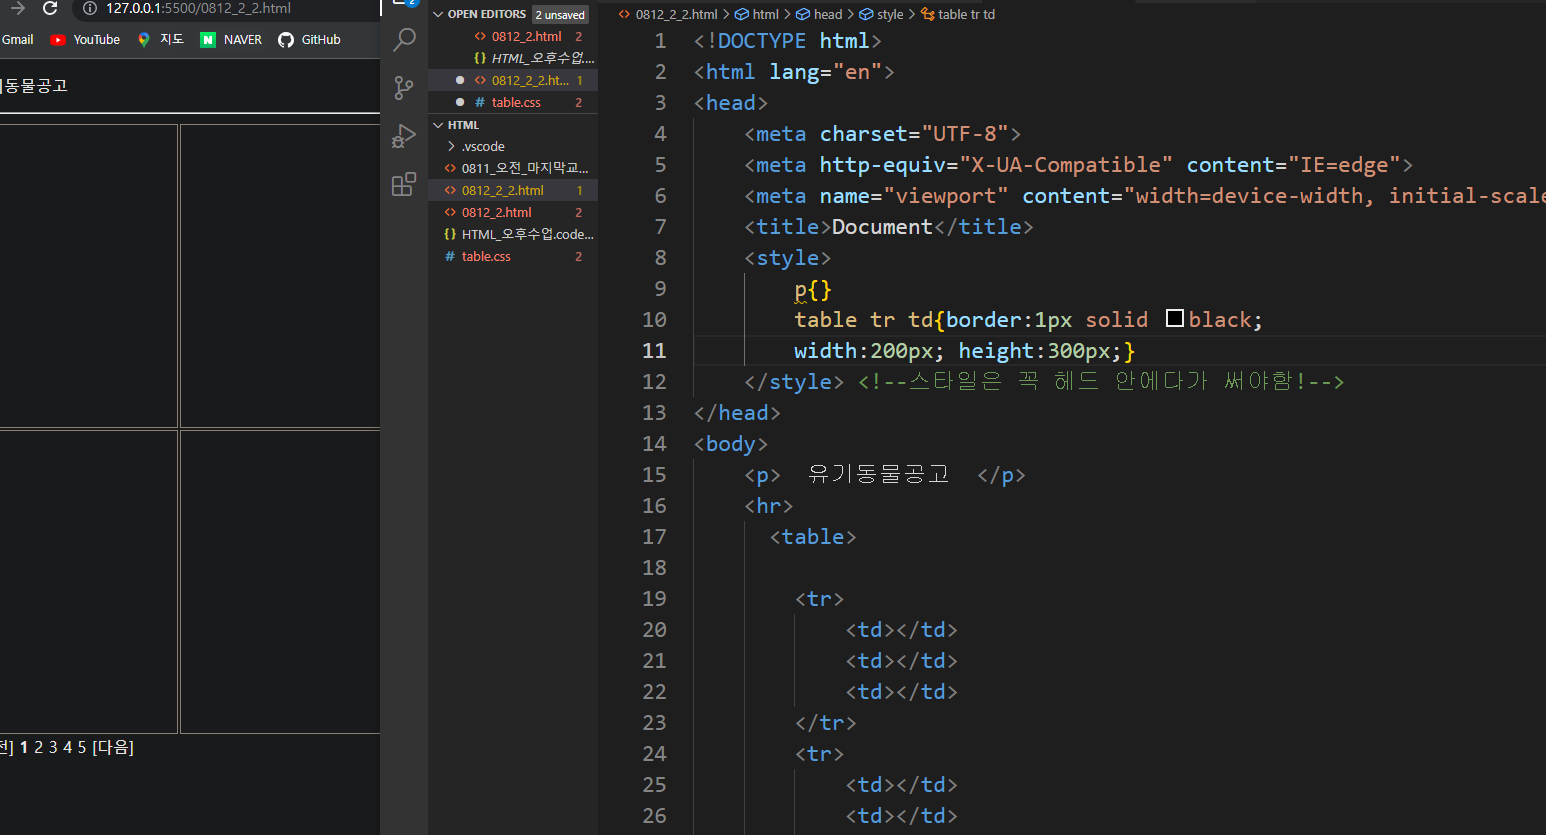 127.0.0.1:5500/0812_2_2.html
Gmail YouTube 지도 NAVER GitHub
동물공고
1 2 3 4 5 [다음]
2
OPEN EDITORS 2 unsaved
0812_2.html 2
{} HTML_오후수업....
0812_2_2.ht... 1
# table.css 2
HTML
.vscode
0811_오전_마지막교...
0812_2_2.html 1
0812_2.html 2
{} HTML_오후수업.code...
# table.css 2
0812_2_2.html > html > head > style > table tr td
1 <!DOCTYPE html>
2 <html lang="en">
3 <head>
4 <meta charset="UTF-8">
5 <meta http-equiv="X-UA-Compatible" content="IE=edge">
6 <meta name="viewport" content="width=device-width, initial-scale
7 <title>Document</title>
8 <style>
9 p{}
10 table tr td{border:1px solid black;
11 width:200px; height:300px;}
12 </style> <!--스타일은 꼭 헤드 안에다가 써야함!-->
13 </head>
14 <body>
15 <p> 유기동물공고 </p>
16 <hr>
17 <table>
18
19 <tr>
20 <td></td>
21 <td></td>
22 <td></td>
23 </tr>
24 <tr>
25 <td></td>
26 <td></td>